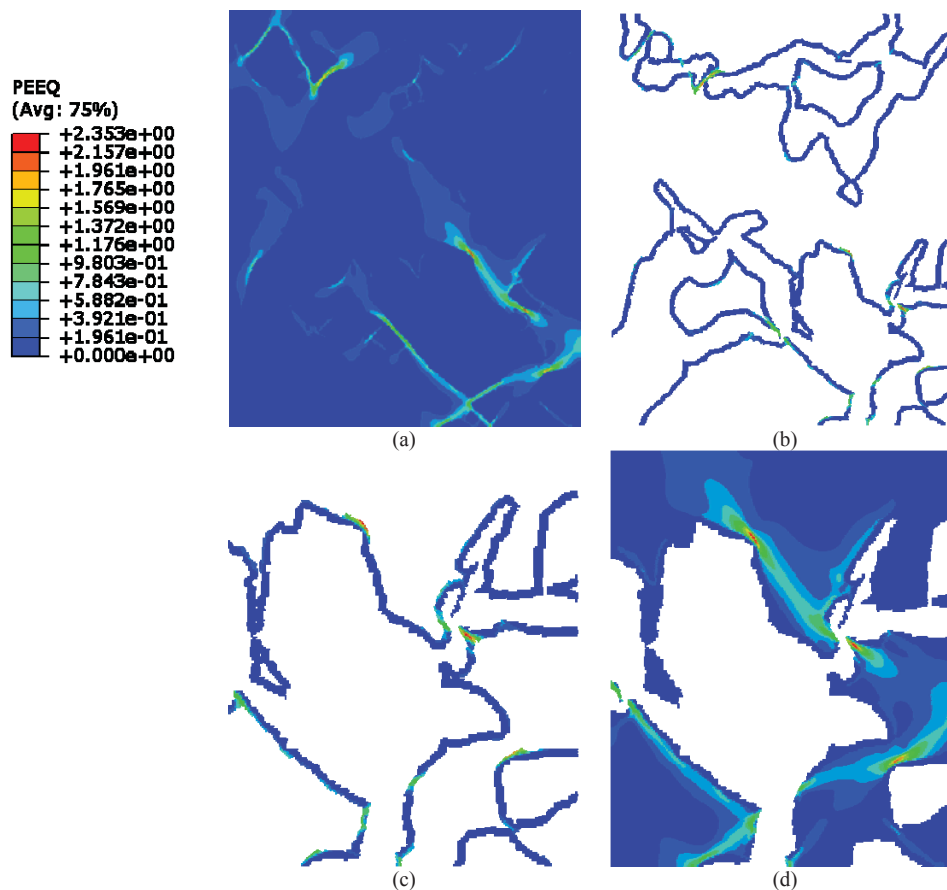 PEEQ
(Avg: 75%)
+2.353e+00
+2.157e+00
+1.961e+00
+1.765e+00
+1.569e+00
+1.372e+00
+1.176e+00
+9.803e-01
+7.843e-01
+5.882e-01
+3.921e-01
+1.961e-01
+0.000e+00
(a)
(b)
(c)
(d)